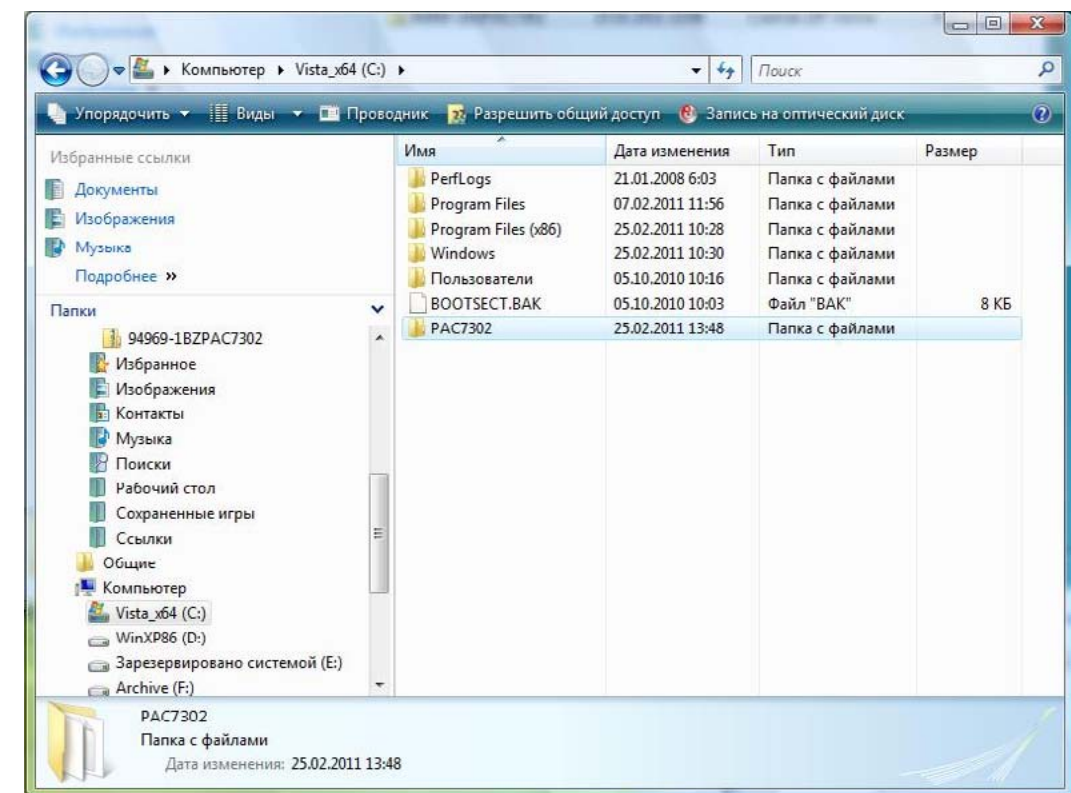 Компьютер Vista_x64 (C:) Поиск
Упорядочить Виды Проводник Разрешить общий доступ Запись на оптический диск
Избранные ссылки
Документы
Изображения
Музыка
Подробнее »
Папки
94969-1BZPAC7302
Избранное
Изображения
Контакты
Музыка
Поиски
Рабочий стол
Сохраненные игры
Ссылки
Общие
Компьютер
Vista_x64 (C:)
WinXP86 (D:)
Зарезервировано системой (E:)
Archive (F:)
Имя Дата изменения Тип Размер
PerfLogs 21.01.2008 6:03 Папка с файлами
Program Files 07.02.2011 11:56 Папка с файлами
Program Files (x86) 25.02.2011 10:28 Папка с файлами
Windows 25.02.2011 10:30 Папка с файлами
Пользователи 05.10.2010 10:16 Папка с файлами
BOOTSECT.BAK 05.10.2010 10:03 Файл "BAK" 8 КБ
PAC7302 25.02.2011 13:48 Папка с файлами
PAC7302
Папка с файлами
Дата изменения: 25.02.2011 13:48